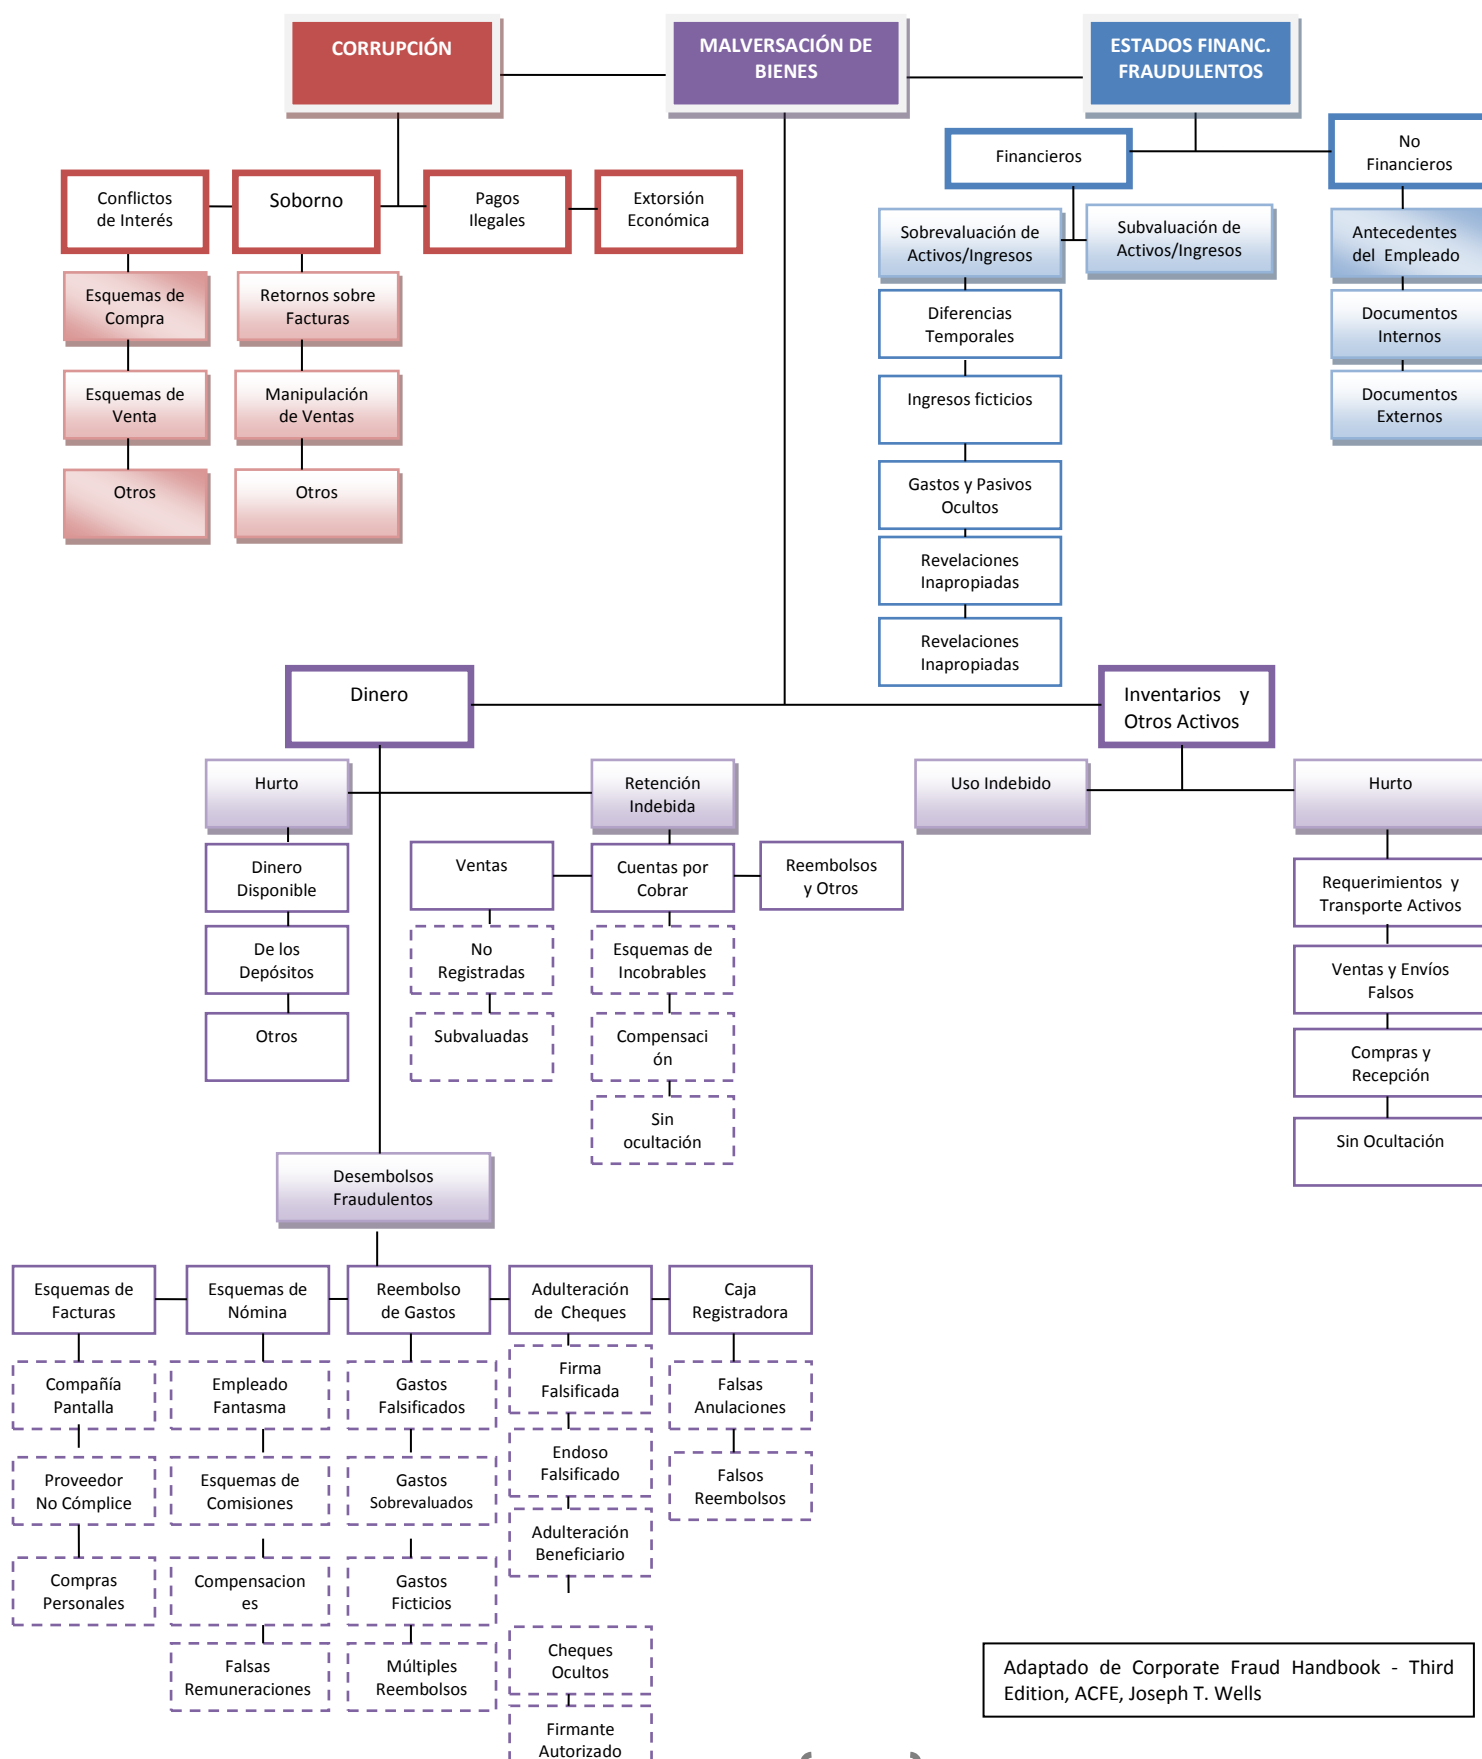 CORRUPCIÓN
MALVERSACIÓN DE
BIENES
ESTADOS FINANC.
FRAUDULENTOS
Conflictos
de Interés
Soborno
Pagos
Ilegales
Extorsión
Económica
Financieros
No
Financieros
Esquemas de
Compra
Esquemas de
Venta
Otros
Retornos sobre
Facturas
Manipulación
de Ventas
Otros
Sobrevaluación de
Activos/Ingresos
Subvaluación de
Activos/Ingresos
Antecedentes
del Empleado
Diferencias
Temporales
Ingresos ficticios
Gastos y Pasivos
Ocultos
Revelaciones
Inapropiadas
Revelaciones
Inapropiadas
Documentos
Internos
Documentos
Externos
Dinero
Inventarios y
Otros Activos
Hurto
Retención
Indebida
Uso Indebido
Hurto
Dinero
Disponible
De los
Depósitos
Otros
Ventas
Cuentas por
Cobrar
Reembolsos
y Otros
No
Registradas
Subvaluadas
Esquemas de
Incobrables
Compensaci
ón
Sin
ocultación
Requerimientos y
Transporte Activos
Ventas y Envíos
Falsos
Compras y
Recepción
Sin Ocultación
Desembolsos
Fraudulentos
Esquemas de
Facturas
Esquemas de
Nómina
Reembolso
de Gastos
Adulteración
de Cheques
Caja
Registradora
Compañía
Pantalla
Proveedor
No Cómplice
Compras
Personales
Empleado
Fantasma
Esquemas de
Comisiones
Compensacion
es
Falsas
Remuneraciones
Gastos
Falsificados
Gastos
Sobrevaluados
Gastos
Ficticios
Múltiples
Reembolsos
Firma
Falsificada
Endoso
Falsificado
Adulteración
Beneficiario
Cheques
Ocultos
Firmante
Autorizado
Falsas
Anulaciones
Falsos
Reembolsos
Adaptado de Corporate Fraud Handbook - Third
Edition, ACFE, Joseph T. Wells